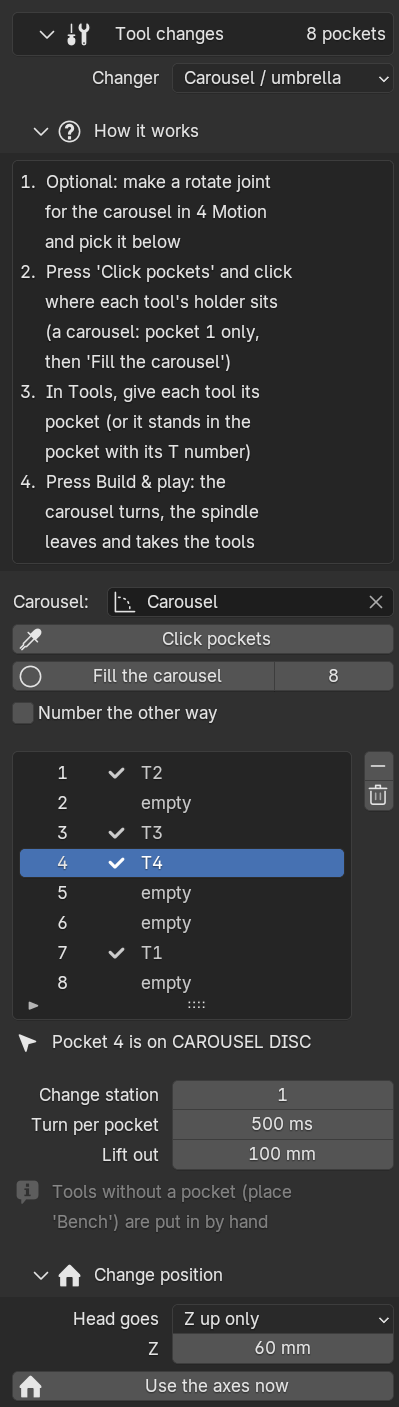 Tool changes 8 pockets
Changer Carousel / umbrella
How it works
1. Optional: make a rotate joint
for the carousel in 4 Motion
and pick it below
2. Press 'Click pockets' and click
where each tool's holder sits
(a carousel: pocket 1 only,
then 'Fill the carousel')
3. In Tools, give each tool its
pocket (or it stands in the
pocket with its T number)
4. Press Build & play: the
carousel turns, the spindle
leaves and takes the tools
Carousel: Carousel
Click pockets
Fill the carousel 8
Number the other way
1 T2
2 empty
3 T3
4 T4
5 empty
6 empty
7 T1
8 empty
Pocket 4 is on CAROUSEL DISC
Change station 1
Turn per pocket 500 ms
Lift out 100 mm
Tools without a pocket (place
'Bench') are put in by hand
Change position
Head goes Z up only
Z 60 mm
Use the axes now